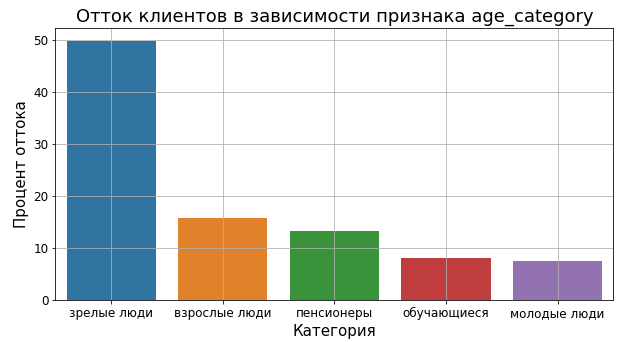 Отток клиентов в зависимости признака age_category
Процент оттока
50
40
30
20
10
0
зрелые люди
взрослые люди
пенсионеры
обучающиеся
молодые люди
Категория